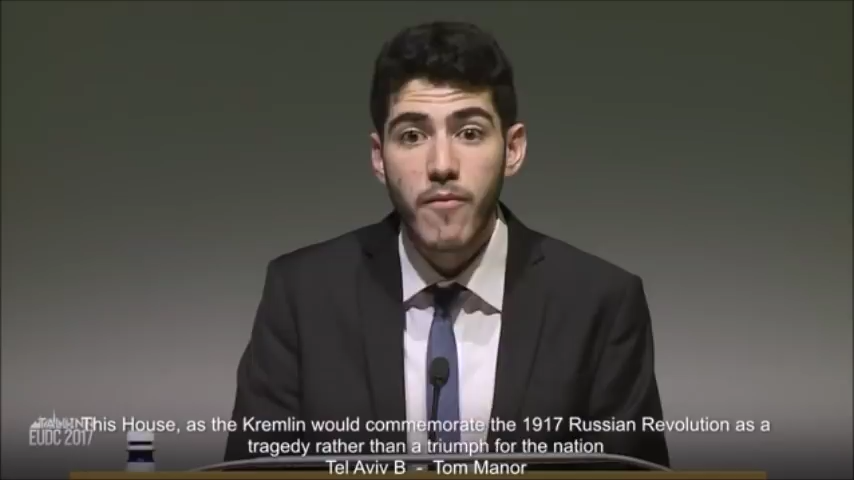 This House, as the Kremlin would commemorate the 1917 Russian Revolution as a
tragedy rather than a triumph for the nation
Tel Aviv B - Tom Manor
TALLINN
EUDC 2017